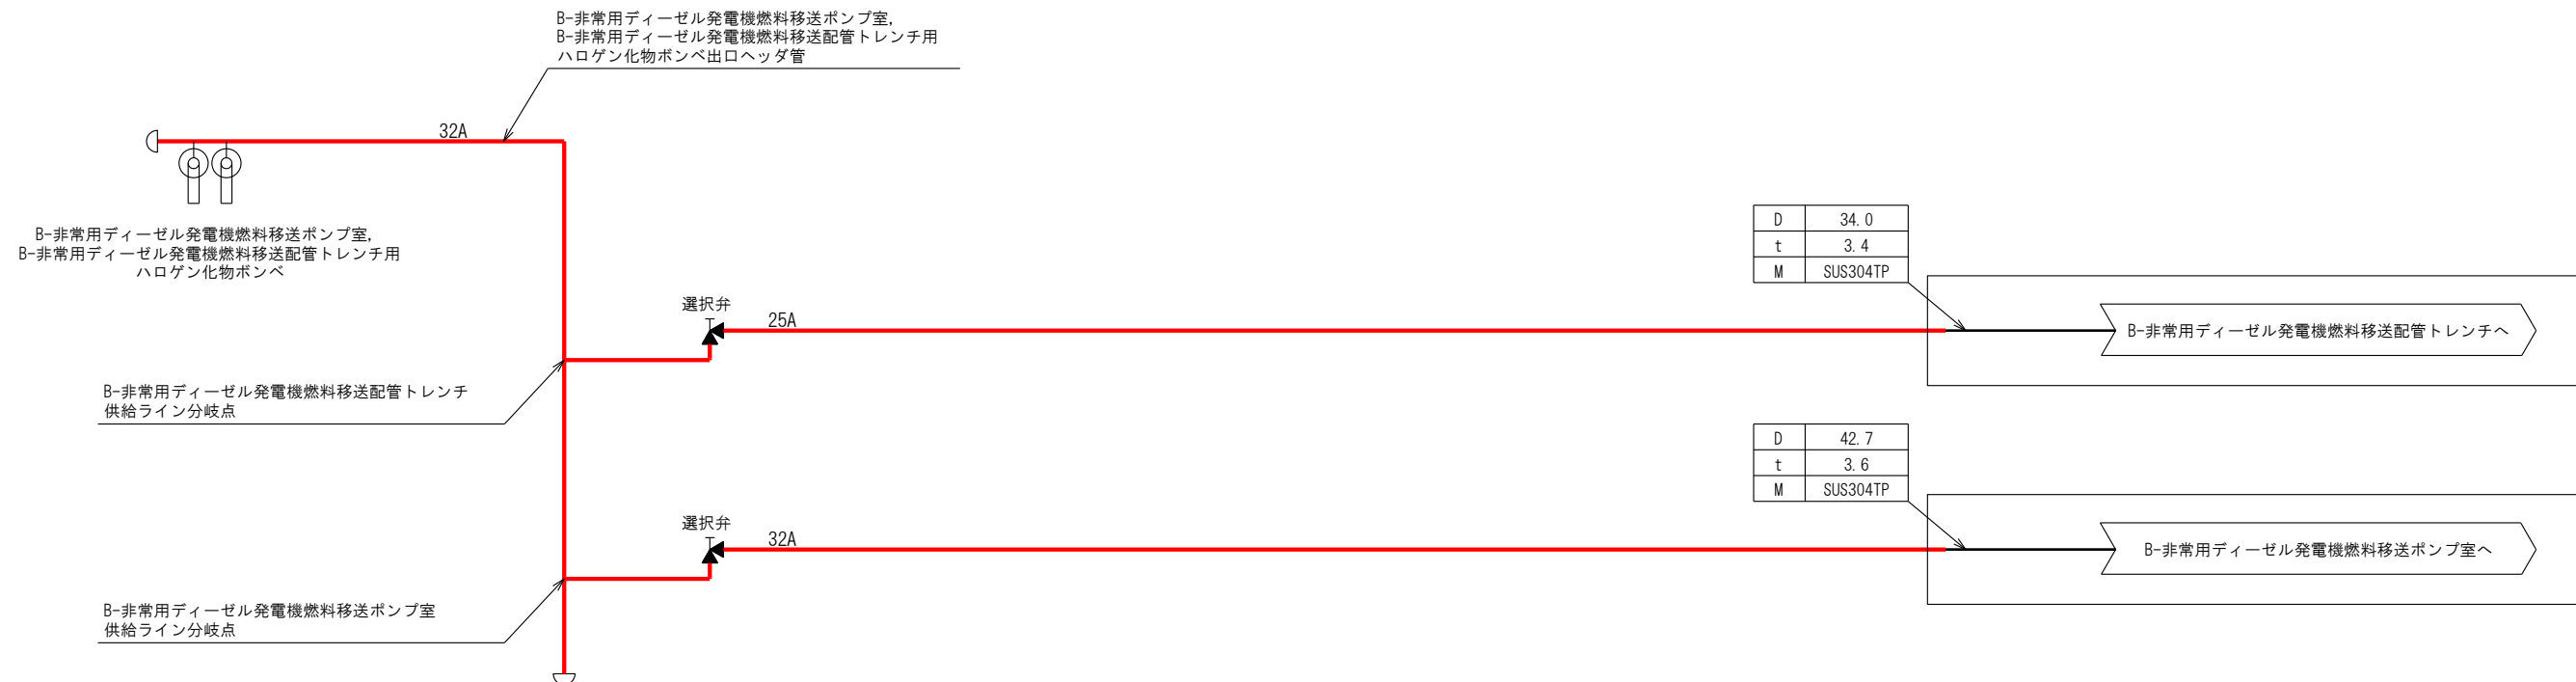 B-非常用ディーゼル発電機燃料移送ポンプ室,
B-非常用ディーゼル発電機燃料移送配管トレンチ用
ハロゲン化物ボンベ出口ヘッダ管
32A
B-非常用ディーゼル発電機燃料移送ポンプ室,
B-非常用ディーゼル発電機燃料移送配管トレンチ用
ハロゲン化物ボンベ
D 34.0
t 3.4
M SUS304TP
選択弁
25A
B-非常用ディーゼル発電機燃料移送配管トレンチへ
B-非常用ディーゼル発電機燃料移送配管トレンチ
供給ライン分岐点
D 42.7
t 3.6
M SUS304TP
選択弁
32A
B-非常用ディーゼル発電機燃料移送ポンプ室へ
B-非常用ディーゼル発電機燃料移送ポンプ室
供給ライン分岐点